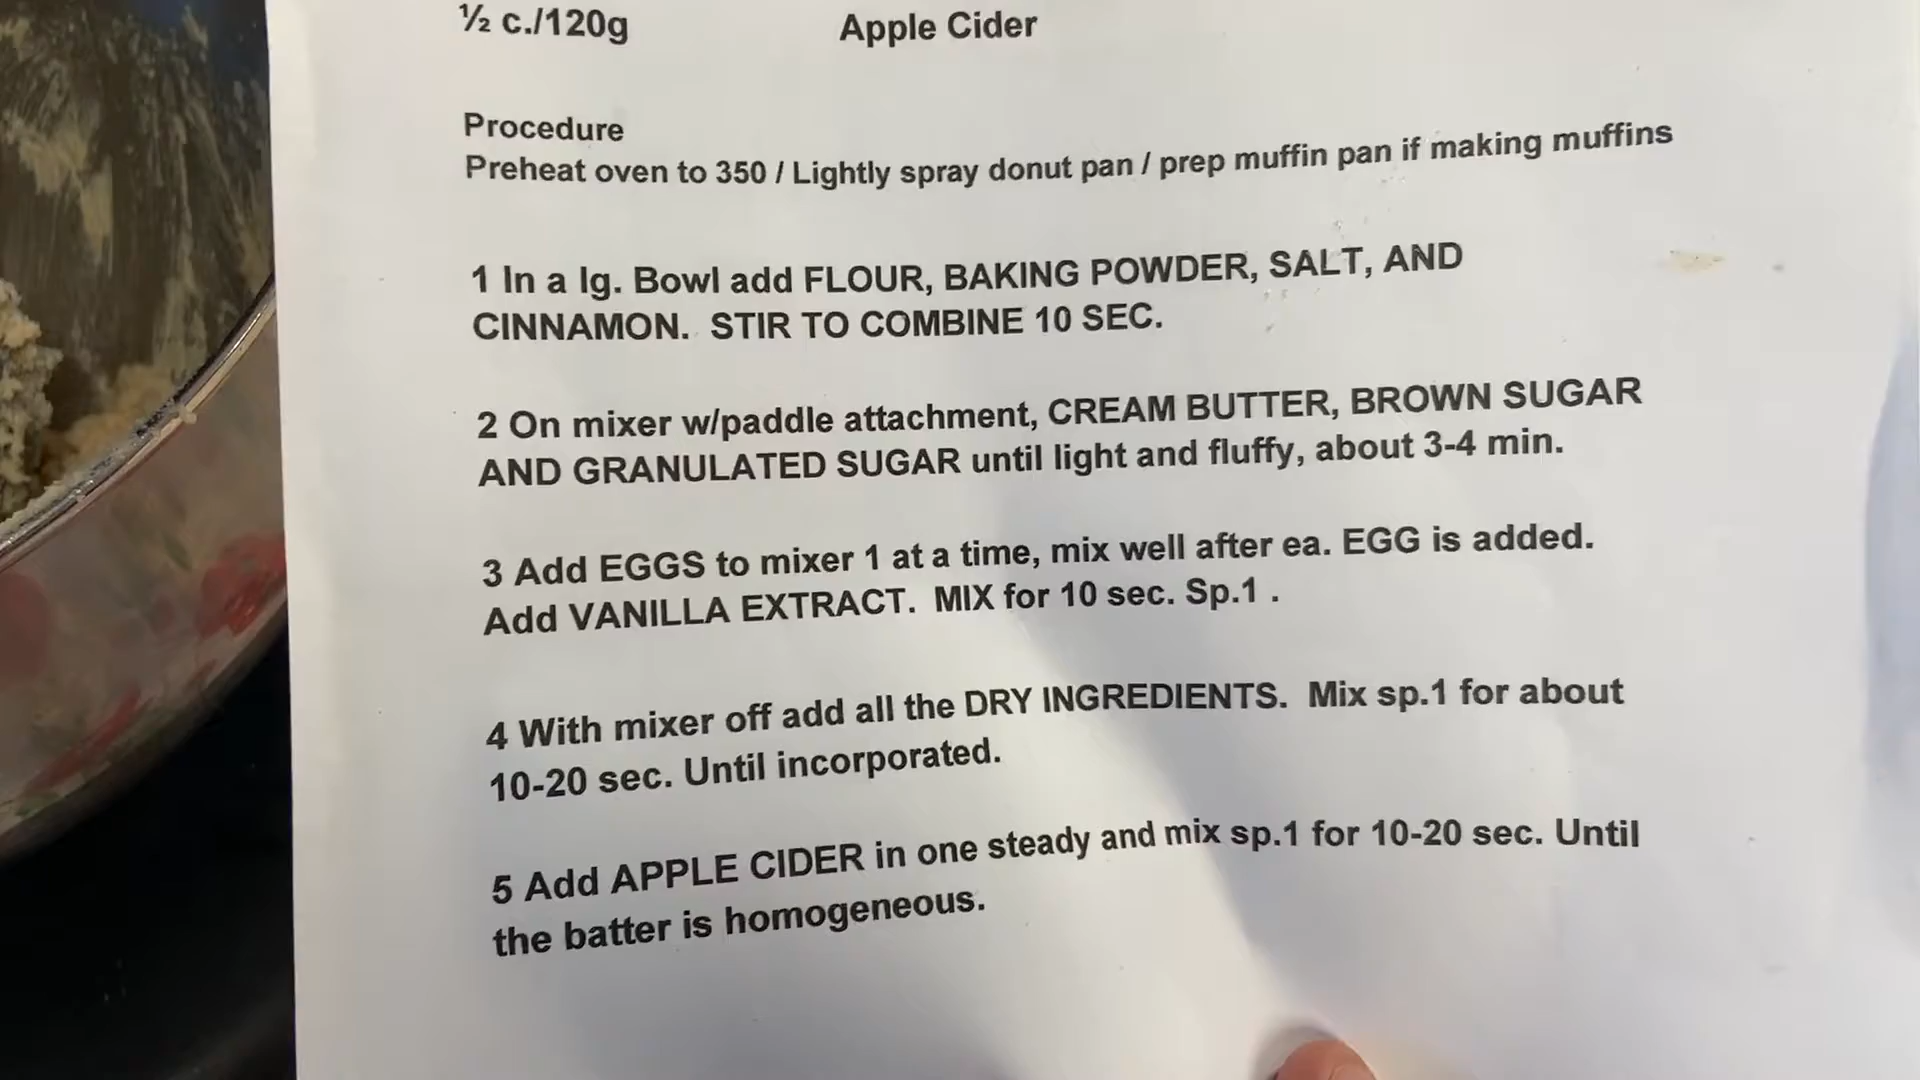 ½ c./120g Apple Cider
Procedure
Preheat oven to 350 / Lightly spray donut pan / prep muffin pan if making muffins
1 In a lg. Bowl add FLOUR, BAKING POWDER, SALT, AND
CINNAMON. STIR TO COMBINE 10 SEC.
2 On mixer w/paddle attachment, CREAM BUTTER, BROWN SUGAR
AND GRANULATED SUGAR until light and fluffy, about 3-4 min.
3 Add EGGS to mixer 1 at a time, mix well after ea. EGG is added.
Add VANILLA EXTRACT. MIX for 10 sec. Sp.1 .
4 With mixer off add all the DRY INGREDIENTS. Mix sp.1 for about
10-20 sec. Until incorporated.
5 Add APPLE CIDER in one steady and mix sp.1 for 10-20 sec. Until
the batter is homogeneous.